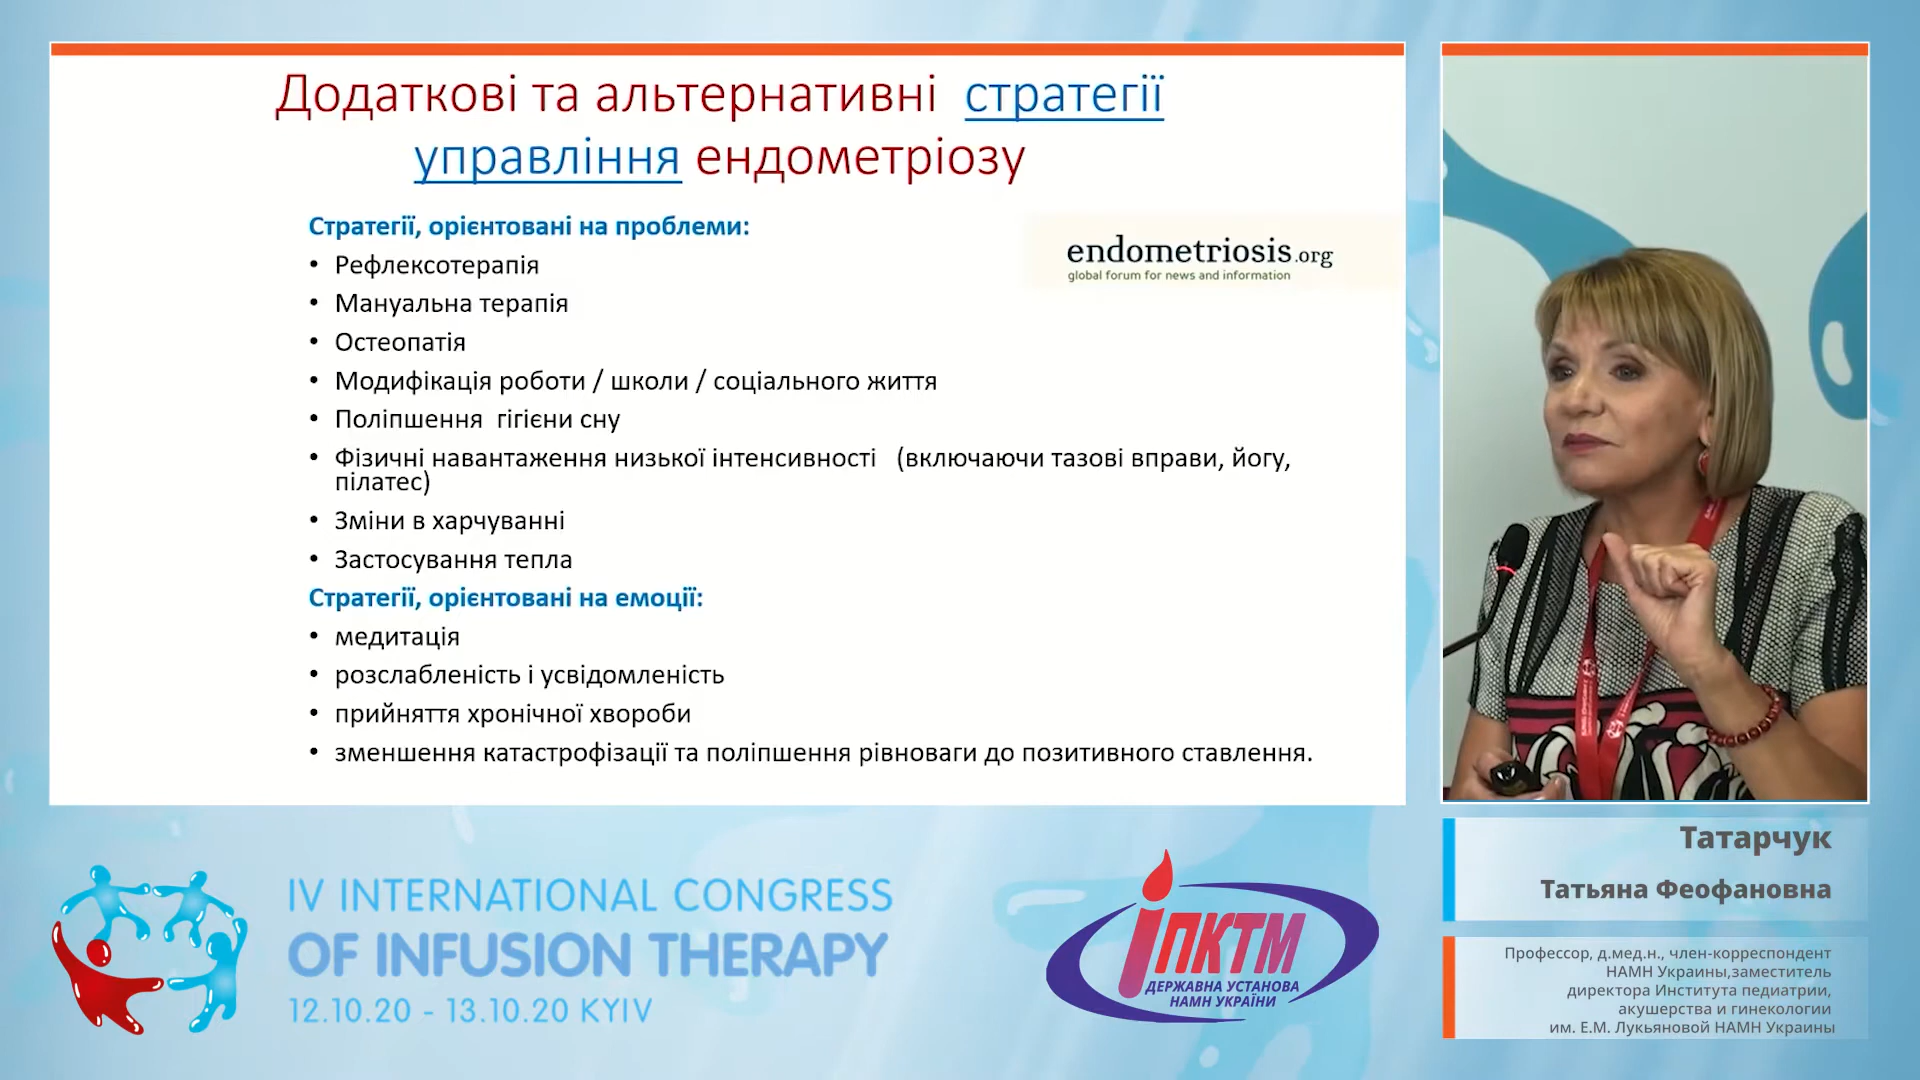 Додаткові та альтернативні стратегії
управління ендометріозу
Стратегії, орієнтовані на проблеми:
• Рефлексотерапія
• Мануальна терапія
• Остеопатія
• Модифікація роботи / школи / соціального життя
• Поліпшення гігієни сну
• Фізичні навантаження низької інтенсивності (включаючи тазові вправи, йогу,
пілатес)
• Зміни в харчуванні
• Застосування тепла
Стратегії, орієнтовані на емоції:
• медитація
• розслабленість і усвідомленість
• прийняття хронічної хвороби
• зменшення катастрофізації та поліпшення рівноваги до позитивного ставлення.
endometriosis.org
global forum for news and information
Татарчук
Татьяна Феофановна
Профессор, д.мед.н., член-корреспондент
НАМН Украины,заместитель
директора Института педиатрии,
акушерства и гинекологии
им. Е.М. Лукьяновой НАМН Украины
IV INTERNATIONAL CONGRESS
OF INFUSION THERAPY
12.10.20 - 13.10.20 KYIV
ІПКТМ
ДЕРЖАВНА УСТАНОВА
НАМН УКРАЇНИ